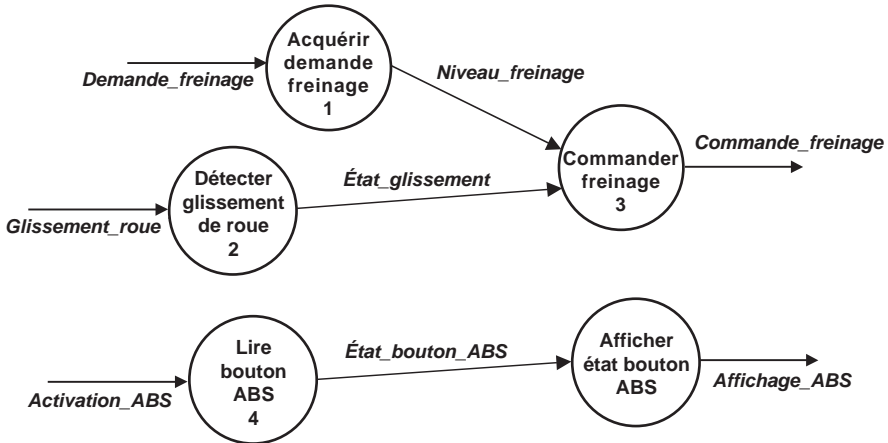 Acquérir
demande
freinage
1
Demande_freinage
Niveau_freinage
Commander
freinage
3
Commande_freinage
Détecter
glissement
de roue
2
Glissement_roue
État_glissement
Lire
bouton
ABS
4
Activation_ABS
État_bouton_ABS
Afficher
état bouton
ABS
Affichage_ABS